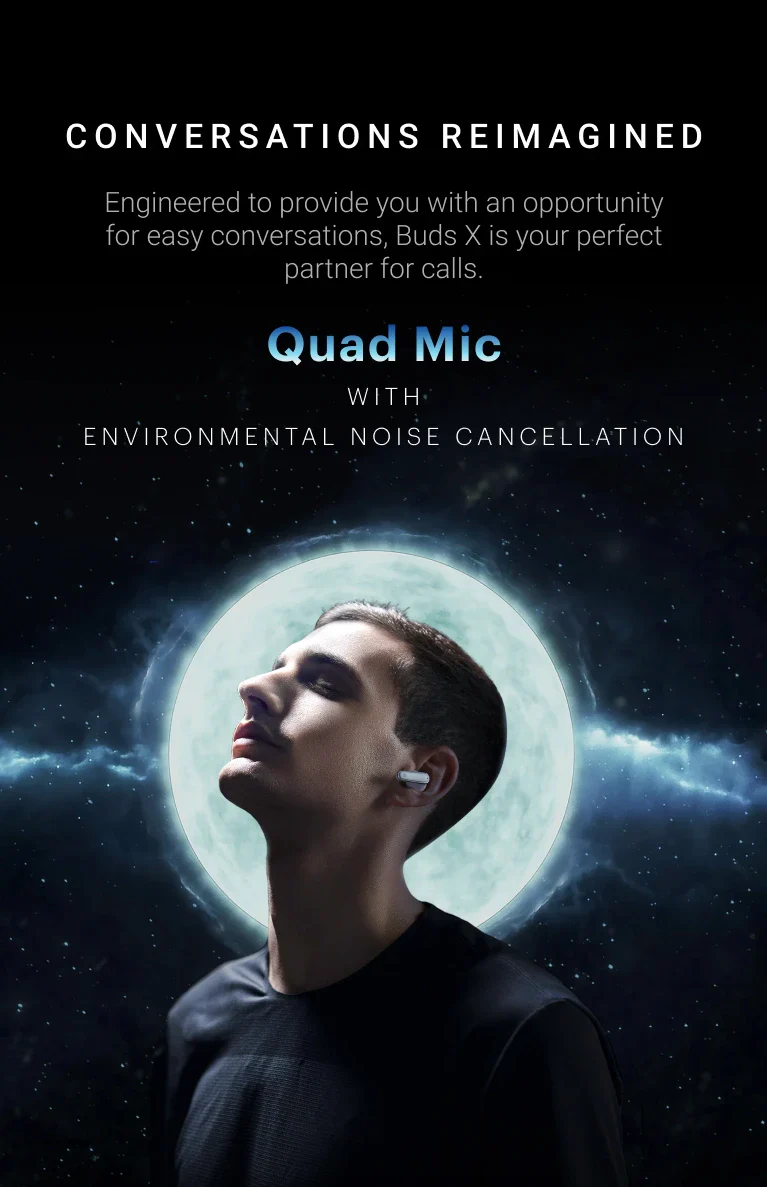 CONVERSATIONS REIMAGINED
Engineered to provide you with an opportunity
for easy conversations, Buds X is your perfect
partner for calls.
Quad Mic
WITH
ENVIRONMENTAL NOISE CANCELLATION